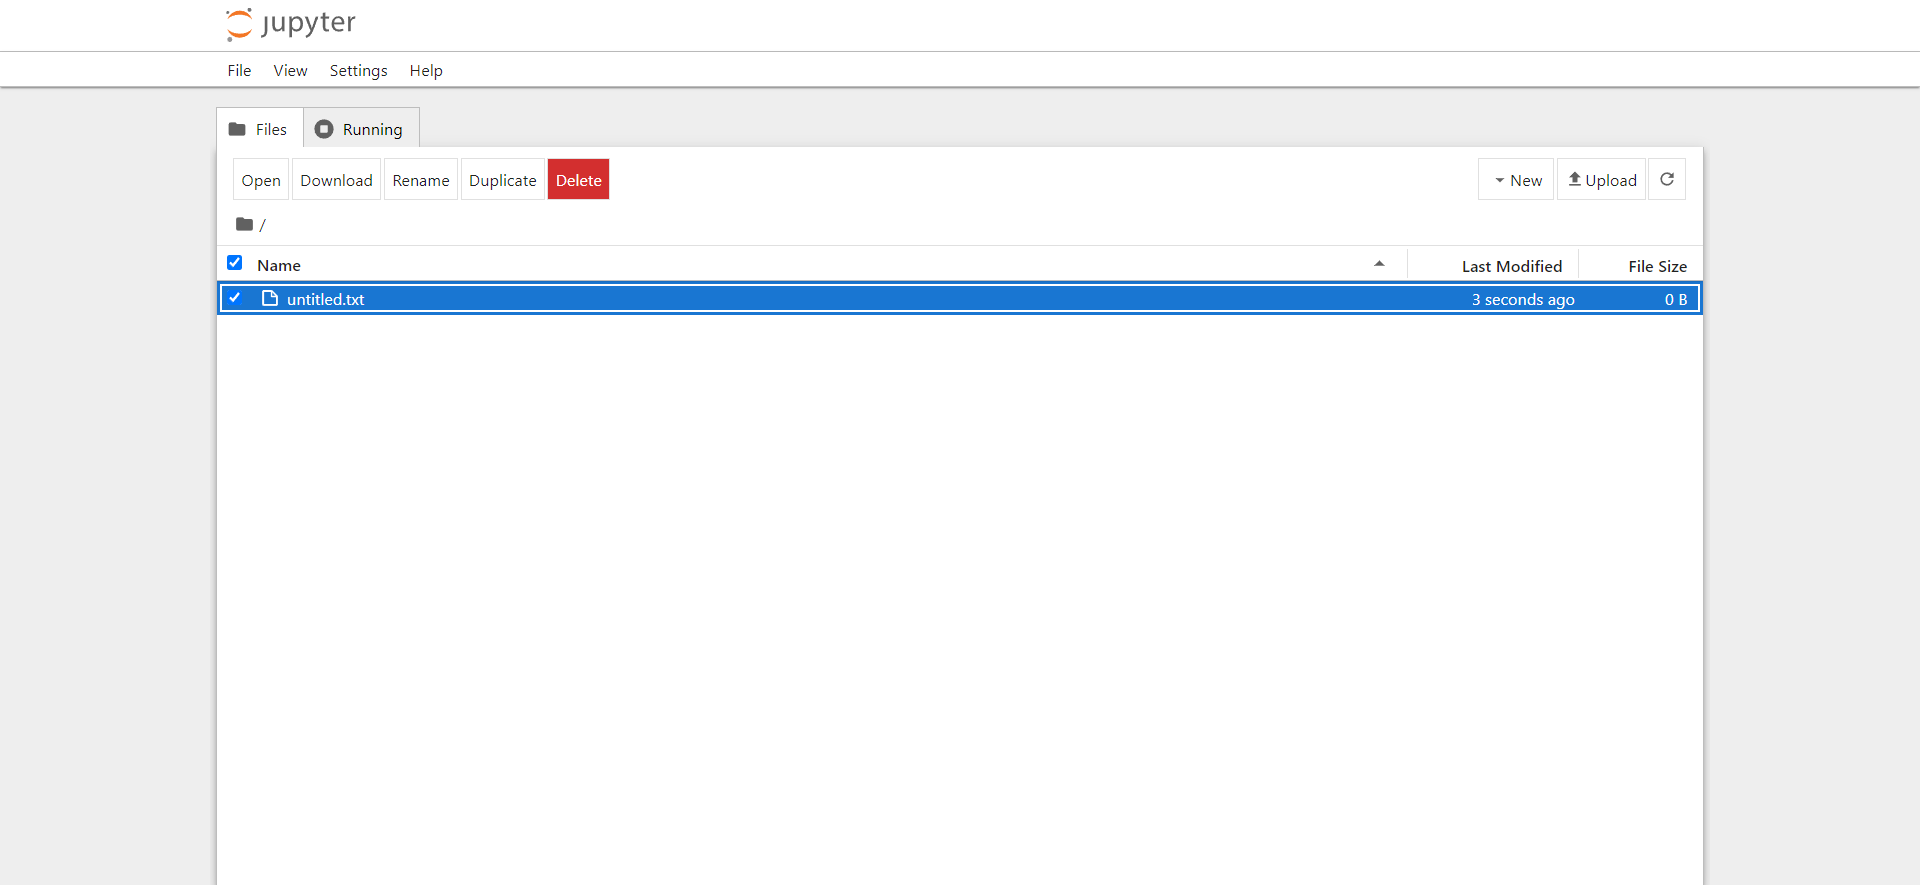 jupyter
File View Settings Help
Files Running
Open Download Rename Duplicate Delete New Upload
/
Name Last Modified File Size
untitled.txt 3 seconds ago 0 B